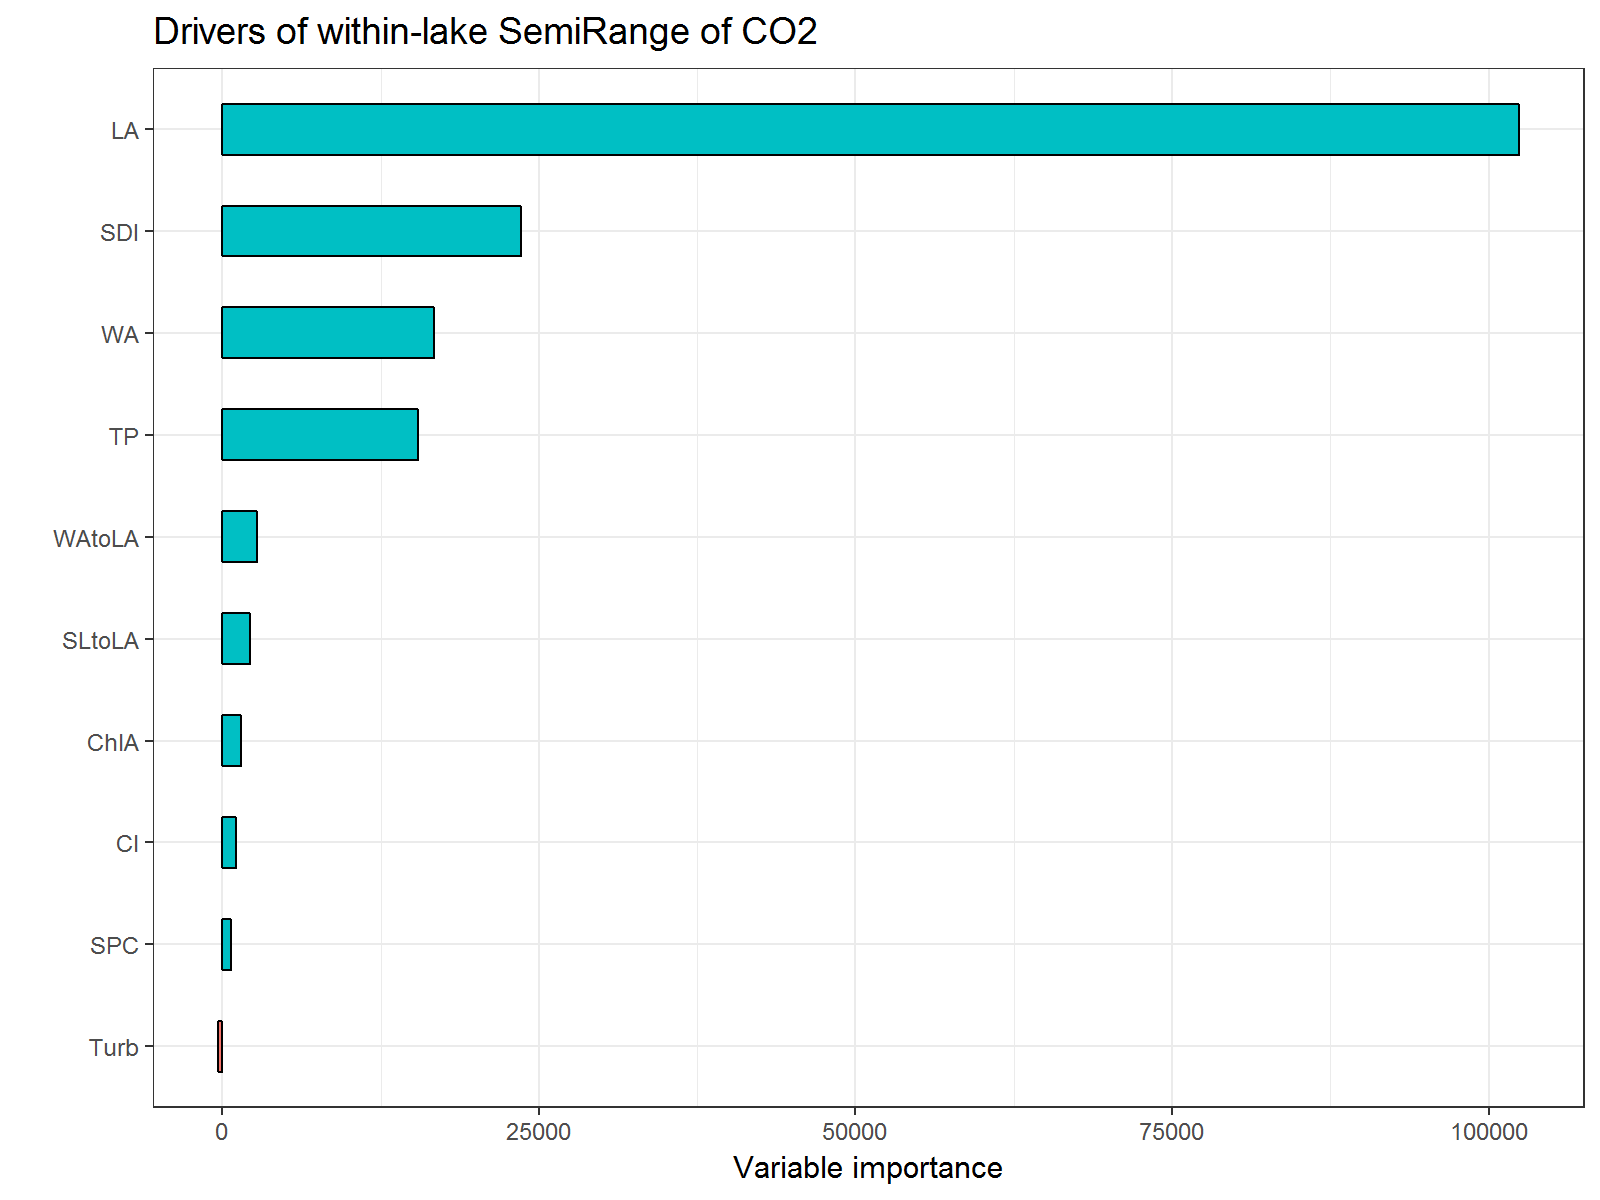 Drivers of within-lake SemiRange of CO2
LA
SDI
WA
TP
WAtoLA
SLtoLA
ChlA
CI
SPC
Turb
0 25000 50000 75000 100000
Variable importance